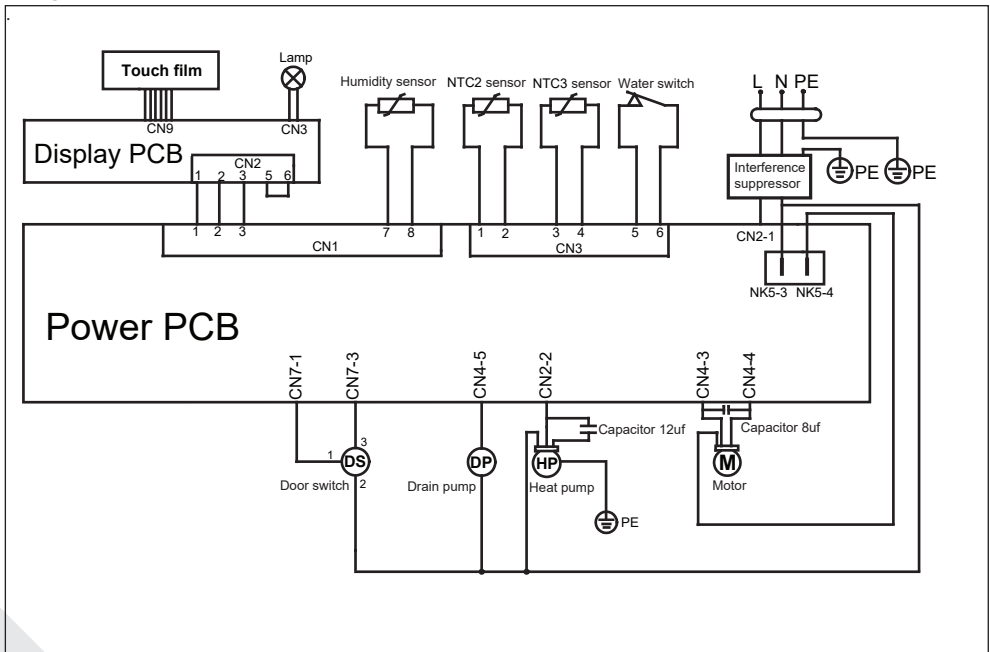 Touch film
Lamp
Humidity sensor
NTC2 sensor
NTC3 sensor
Water switch
L N PE
CN9
CN3
Display PCB
CN2
1 2 3 5 6
Interference
suppressor
PE
PE
1 2 3
7 8
CN1
1 2 3 4 5 6
CN3
CN2-1
NK5-3 NK5-4
Power PCB
CN7-1
CN7-3
CN4-5
CN2-2
CN4-3
CN4-4
Capacitor 12uf
Capacitor 8uf
3
1
DS
2
DP
HP
M
Door switch
Drain pump
Heat pump
Motor
PE